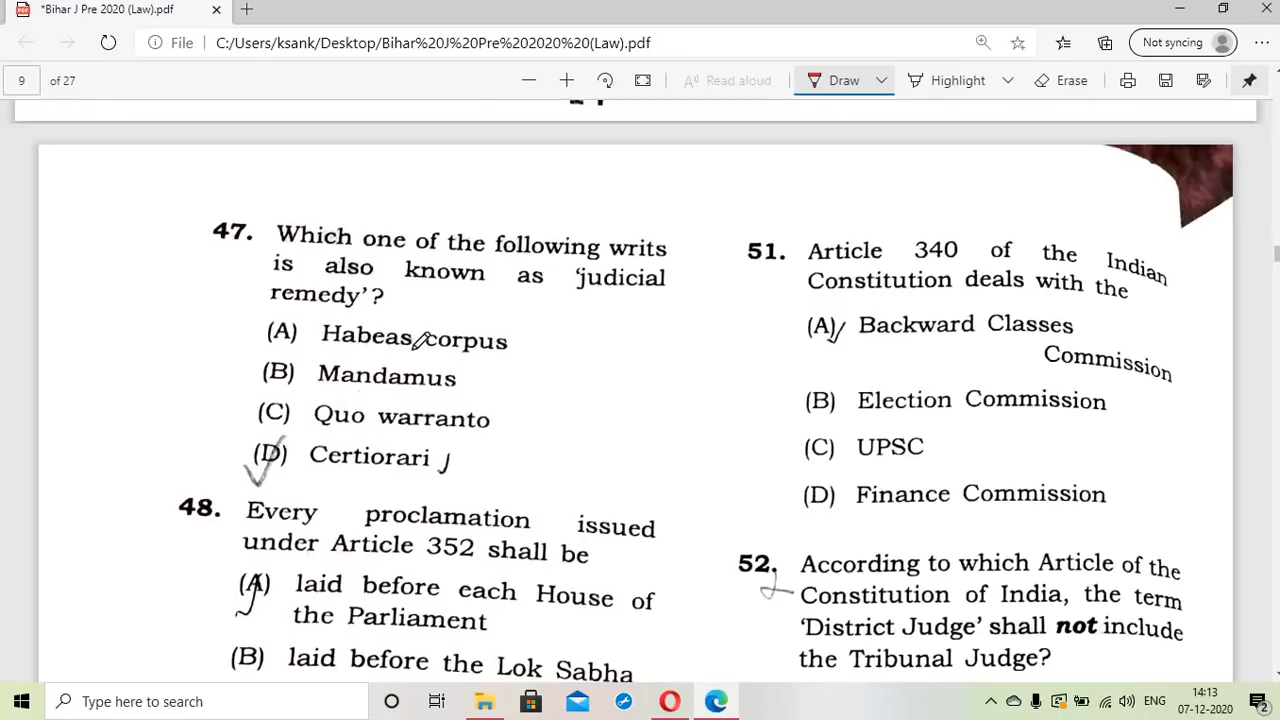 *Bihar J Pre 2020 (Law).pdf
File C:/Users/ksank/Desktop/Bihar%20J%20Pre%202020%20(Law).pdf
Not syncing
9 of 27
Read aloud
Draw
Highlight
Erase
47. Which one of the following writs
is also known as 'judicial
remedy'?
(A) Habeas corpus
(B) Mandamus
(C) Quo warranto
(D) Certiorari
48. Every proclamation issued
under Article 352 shall be
(A) laid before each House of
the Parliament
(B) laid before the Lok Sabha
51. Article 340 of the Indian
Constitution deals with the
(A) Backward Classes
Commission
(B) Election Commission
(C) UPSC
(D) Finance Commission
52. According to which Article of the
Constitution of India, the term
'District Judge' shall not include
the Tribunal Judge?
Type here to search
ENG
14:13
07-12-2020
2